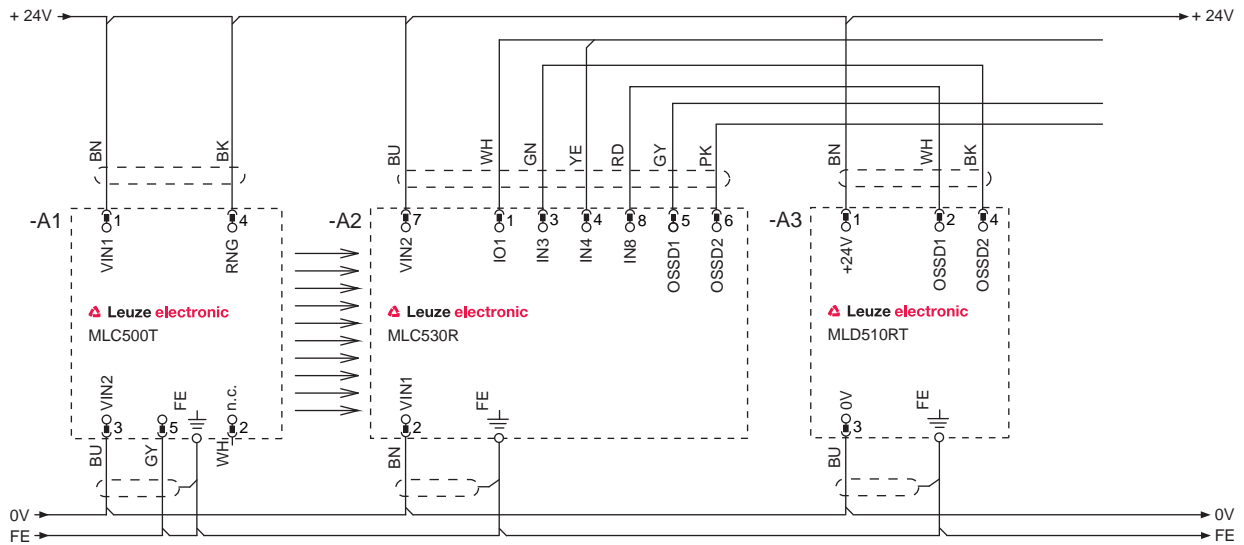 + 24V
+ 24V
BN
BK
BU
WH
GN
YE
RD
GY
PK
BN
WH
BK
-A1
1
4
-A2
7
1
3
4
8
5
6
-A3
1
2
4
VIN1
RNG
VIN2
IO1
IN3
IN4
IN8
OSSD1
OSSD2
+24V
OSSD1
OSSD2
Leuze electronic
MLC500T
Leuze electronic
MLC530R
Leuze electronic
MLD510RT
VIN2
FE
n.c.
VIN1
FE
0V
FE
3
5
2
2
3
BU
GY
WH
BN
BU
0V
0V
FE
FE